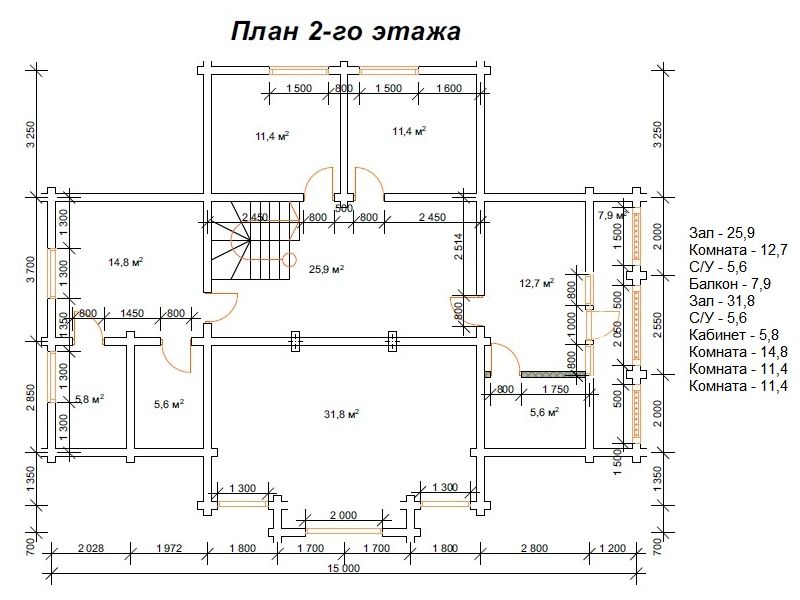 План 2-го этажа
1 500
800
1 500
1 600
3 250
3 250
11,4 м²
11,4 м²
500
2 450
800
800
2 450
7,9 м²
1 300
1 500
2 000
2 514
3 700
14,8 м²
25,9 м²
12,7 м²
1 300
800
500
1 350
800
1450
800
800
1 000
2 050
2 550
800
2 850
5,8 м²
5,6 м²
31,8 м²
800
1 750
5,6 м²
500
2 000
1 300
1 500
1 350
1 300
1 300
1 350
2 000
700
700
2 028
1 972
1 800
1 700
1 700
1 800
2 800
1 200
15 000
Зал - 25,9
Комната - 12,7
С/У - 5,6
Балкон - 7,9
Зал - 31,8
С/У - 5,6
Кабинет - 5,8
Комната - 14,8
Комната - 11,4
Комната - 11,4